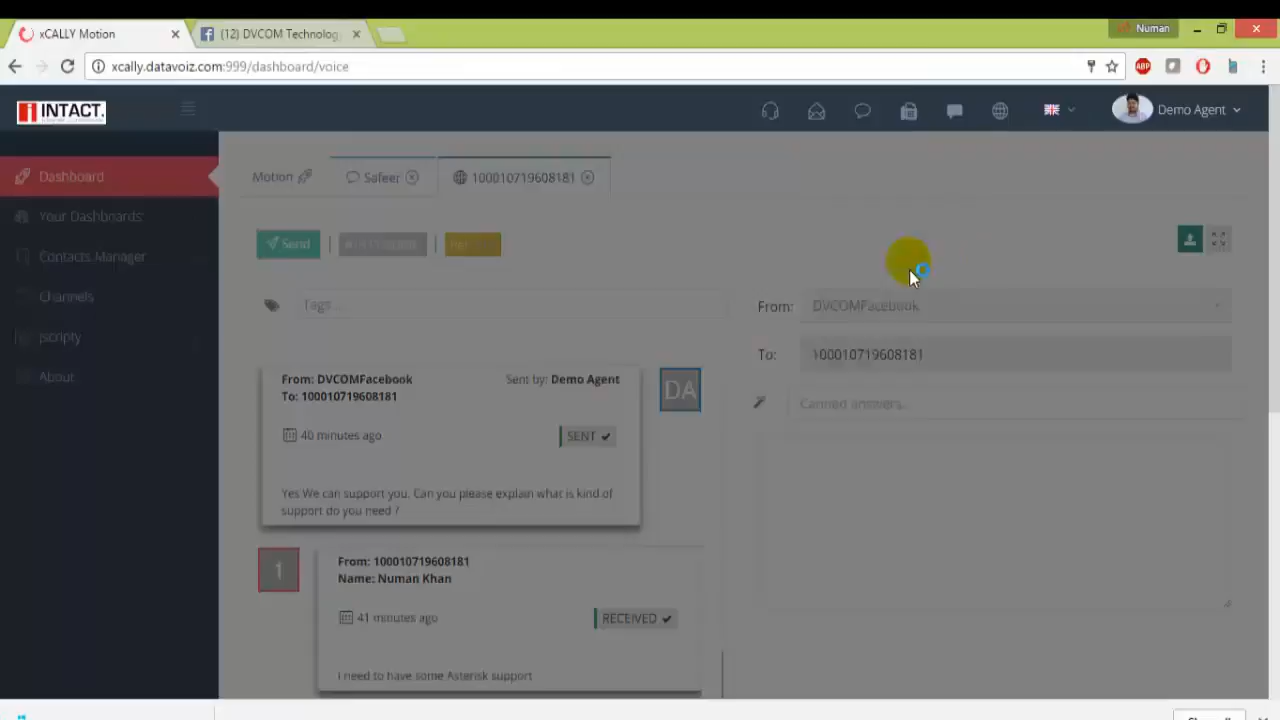 xCALLY Motion
(12) DVCOM Technolog
Numan
xcally.datavoiz.com:999/dashboard/voice
ABP
INTACT.
Demo Agent
Dashboard
Your Dashboards
Contacts Manager
Channels
jscripty
About
Motion
Safeer
100010719608181
Send
Tags...
From: DVCOMFacebook
To: 100010719608181
Canned answers...
From: DVCOMFacebook
Sent by: Demo Agent
To: 100010719608181
DA
40 minutes ago
SENT
Yes We can support you. Can you please explain what is kind of
support do you need ?
1
From: 100010719608181
Name: Numan Khan
41 minutes ago
RECEIVED
I need to have some Asterisk support